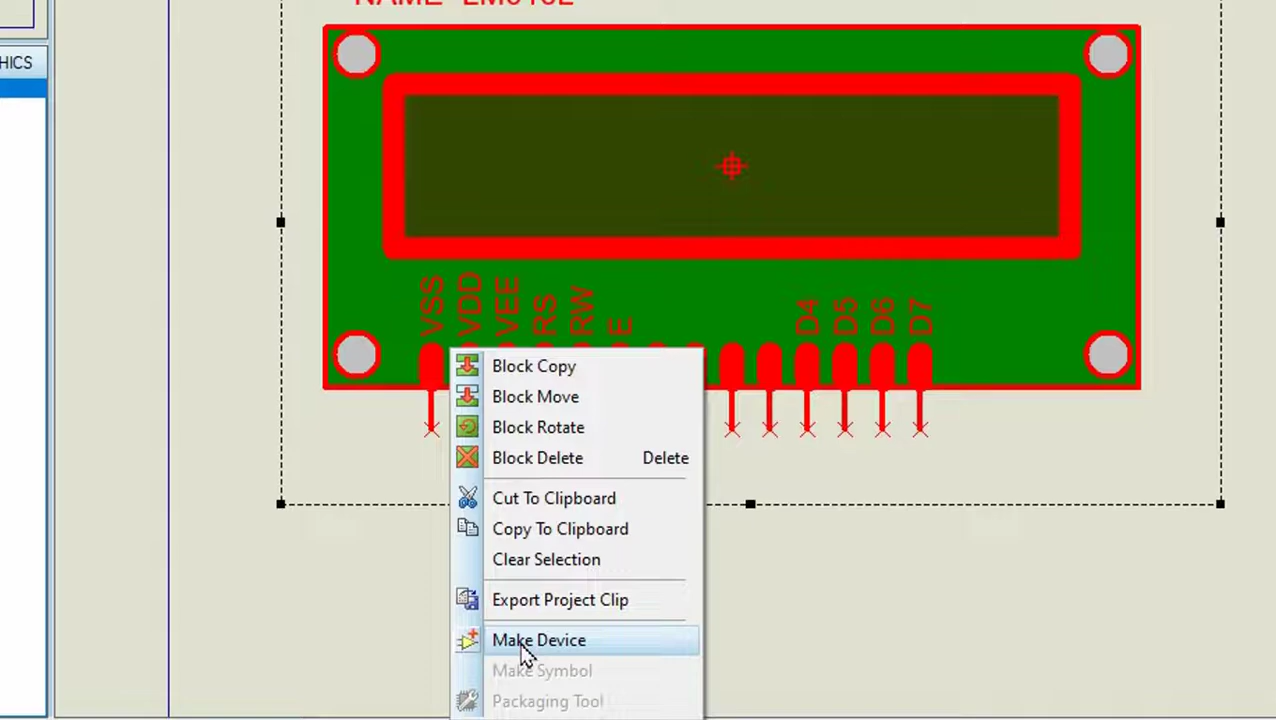 HICS
VSS
VDD
VEE
RS
RW
E
D4
D5
D6
D7
Block Copy
Block Move
Block Rotate
Block Delete Delete
Cut To Clipboard
Copy To Clipboard
Clear Selection
Export Project Clip
Make Device
Make Symbol
Packaging Tool